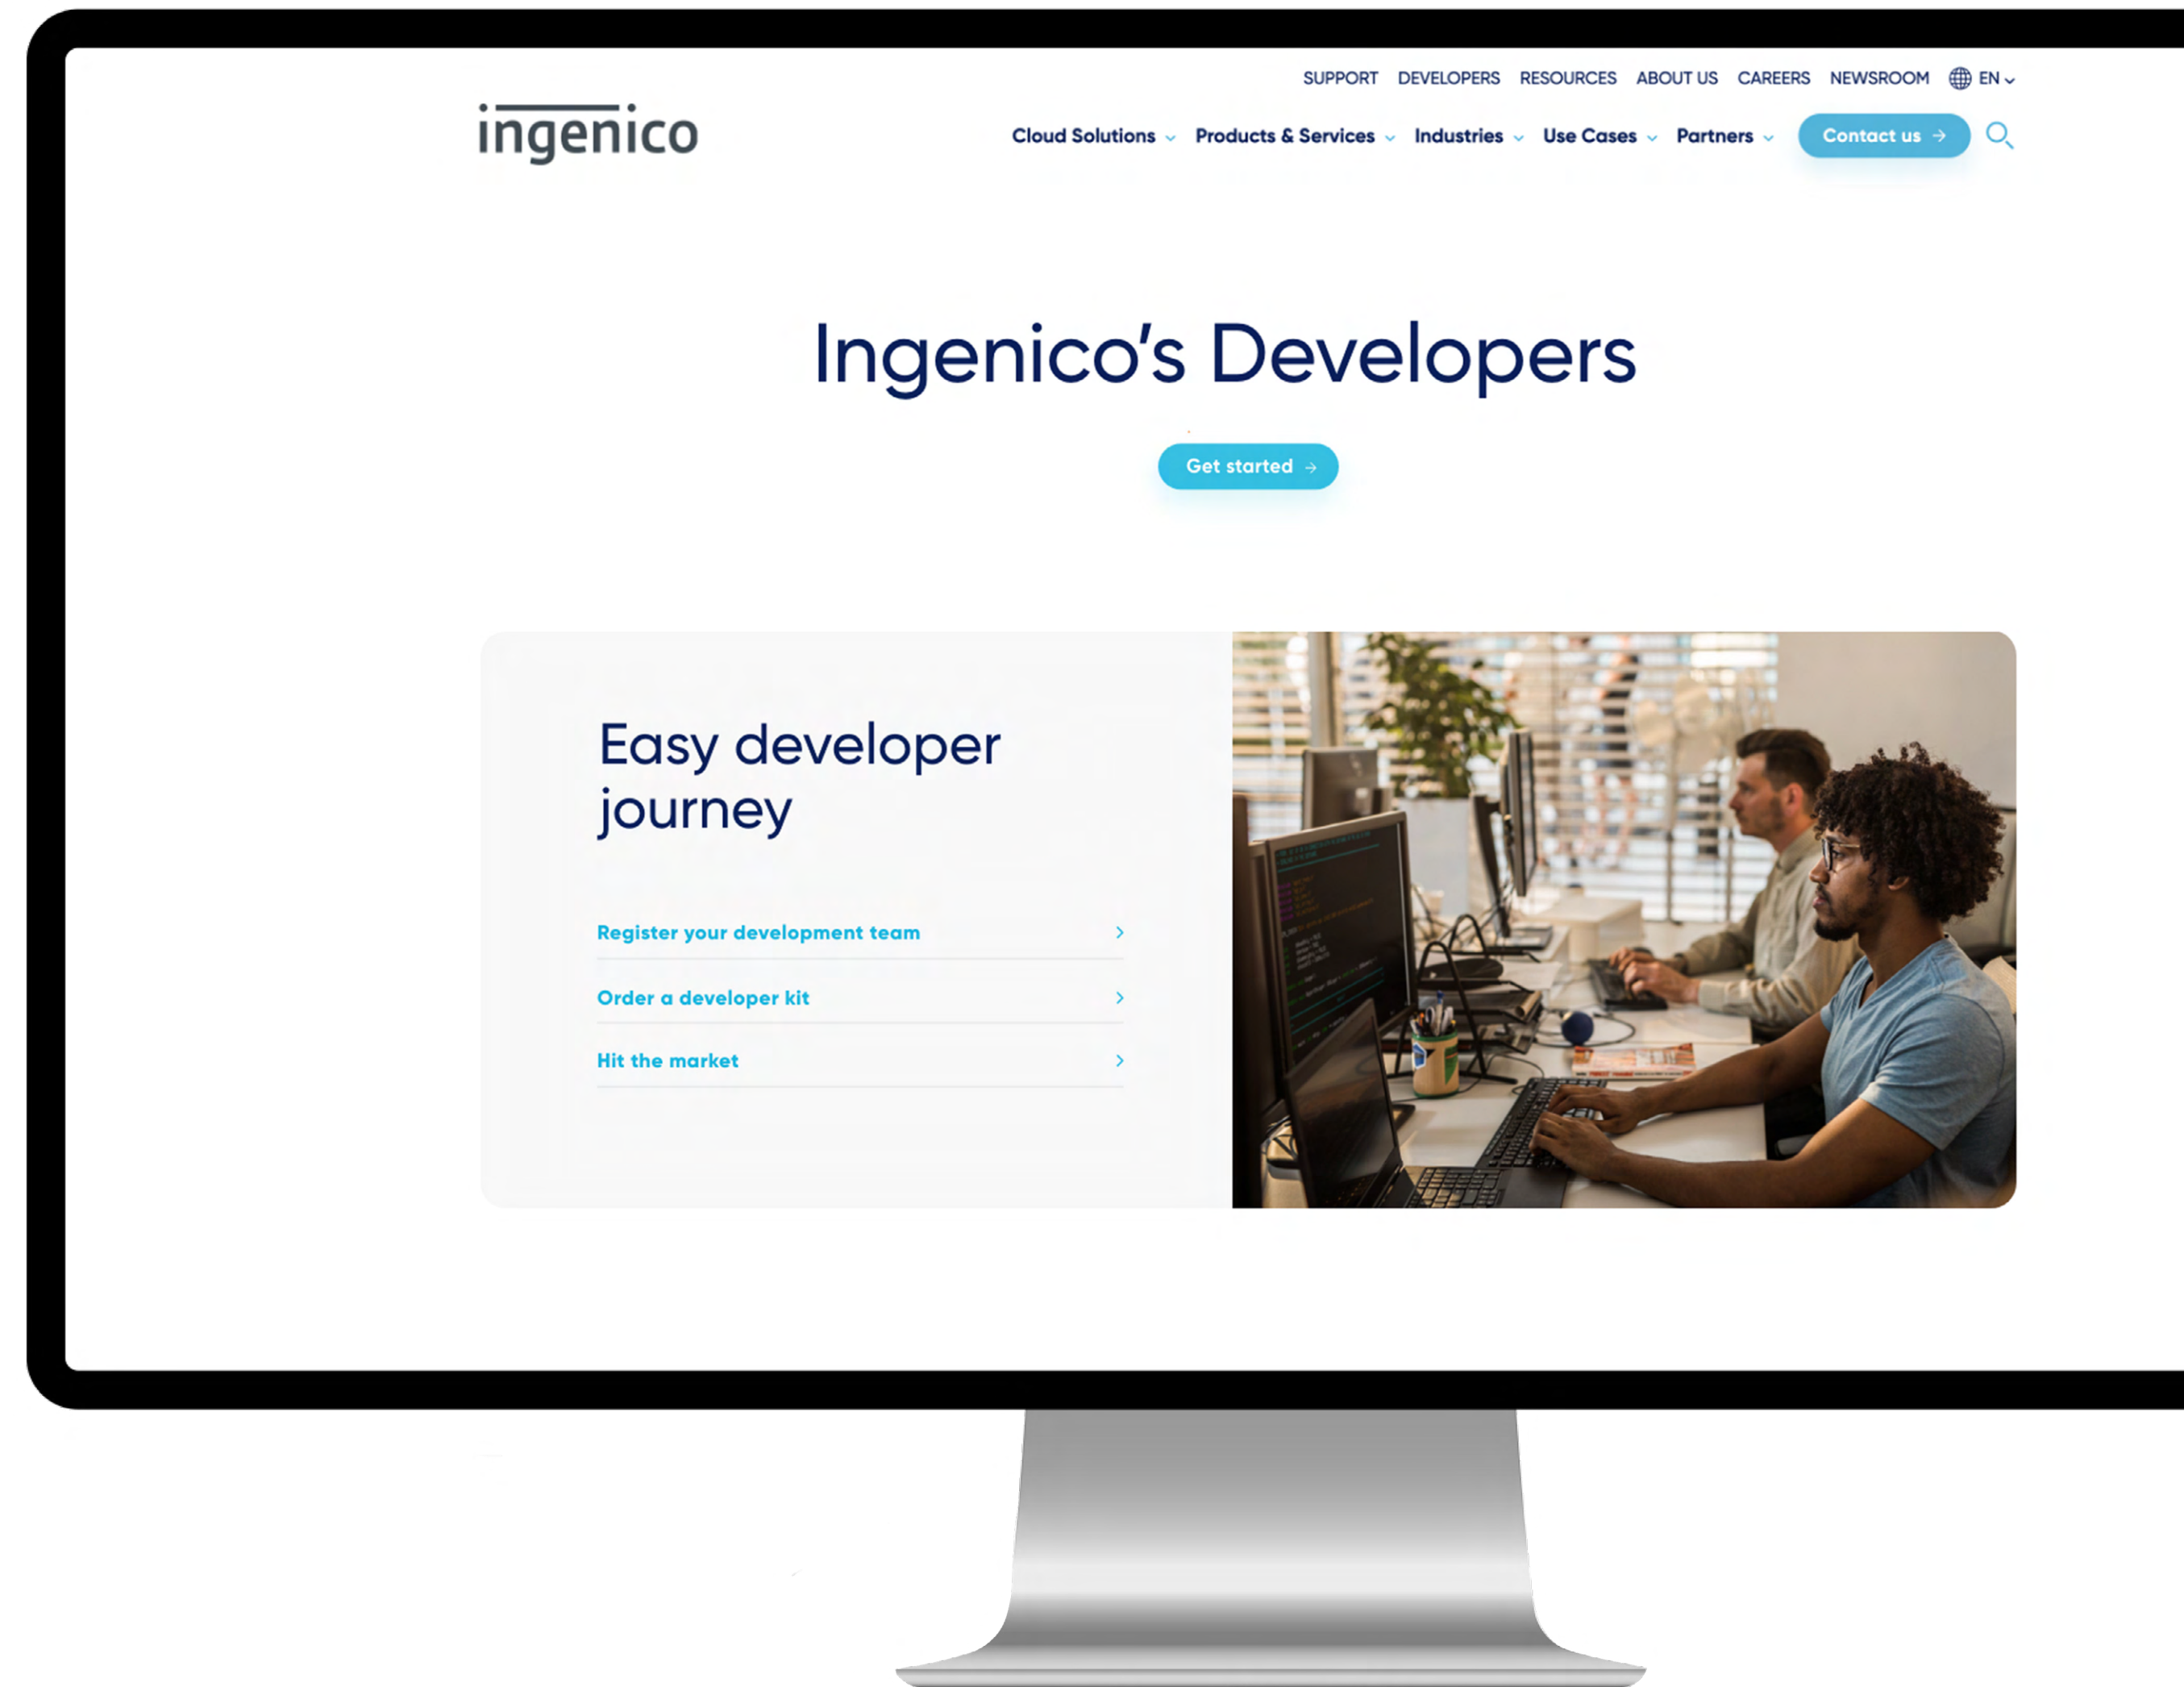 SUPPORT DEVELOPERS RESOURCES ABOUT US CAREERS NEWSROOM EN
ingenico
Cloud Solutions Products & Services Industries Use Cases Partners Contact us
Ingenico's Developers
Get started
Easy developer
journey
Register your development team
Order a developer kit
Hit the market